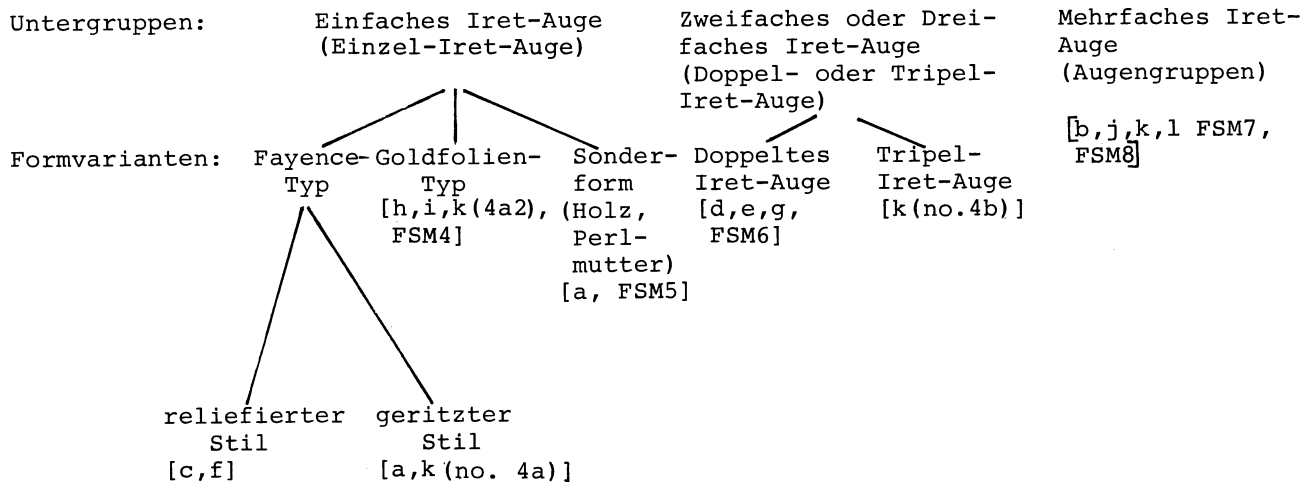 Untergruppen: Einfaches Iret-Auge Zweifaches oder Drei- Mehrfaches Iret-
(Einzel-Iret-Auge) faches Iret-Auge Auge
(Doppel- oder Tripel- (Augengruppen)
Iret-Auge)
[b,j,k,l FSM7,
FSM8]
Formvarianten: Fayence- Goldfolien- Sonder- Doppeltes Tripel-
Typ Typ form Iret-Auge Iret-Auge
[h,i,k(4a2), (Holz, [d,e,g, [k(no.4b)]
FSM4] Perl- FSM6]
mutter)
[a, FSM5]
reliefierter geritzter
Stil Stil
[c,f] [a,k(no. 4a)]